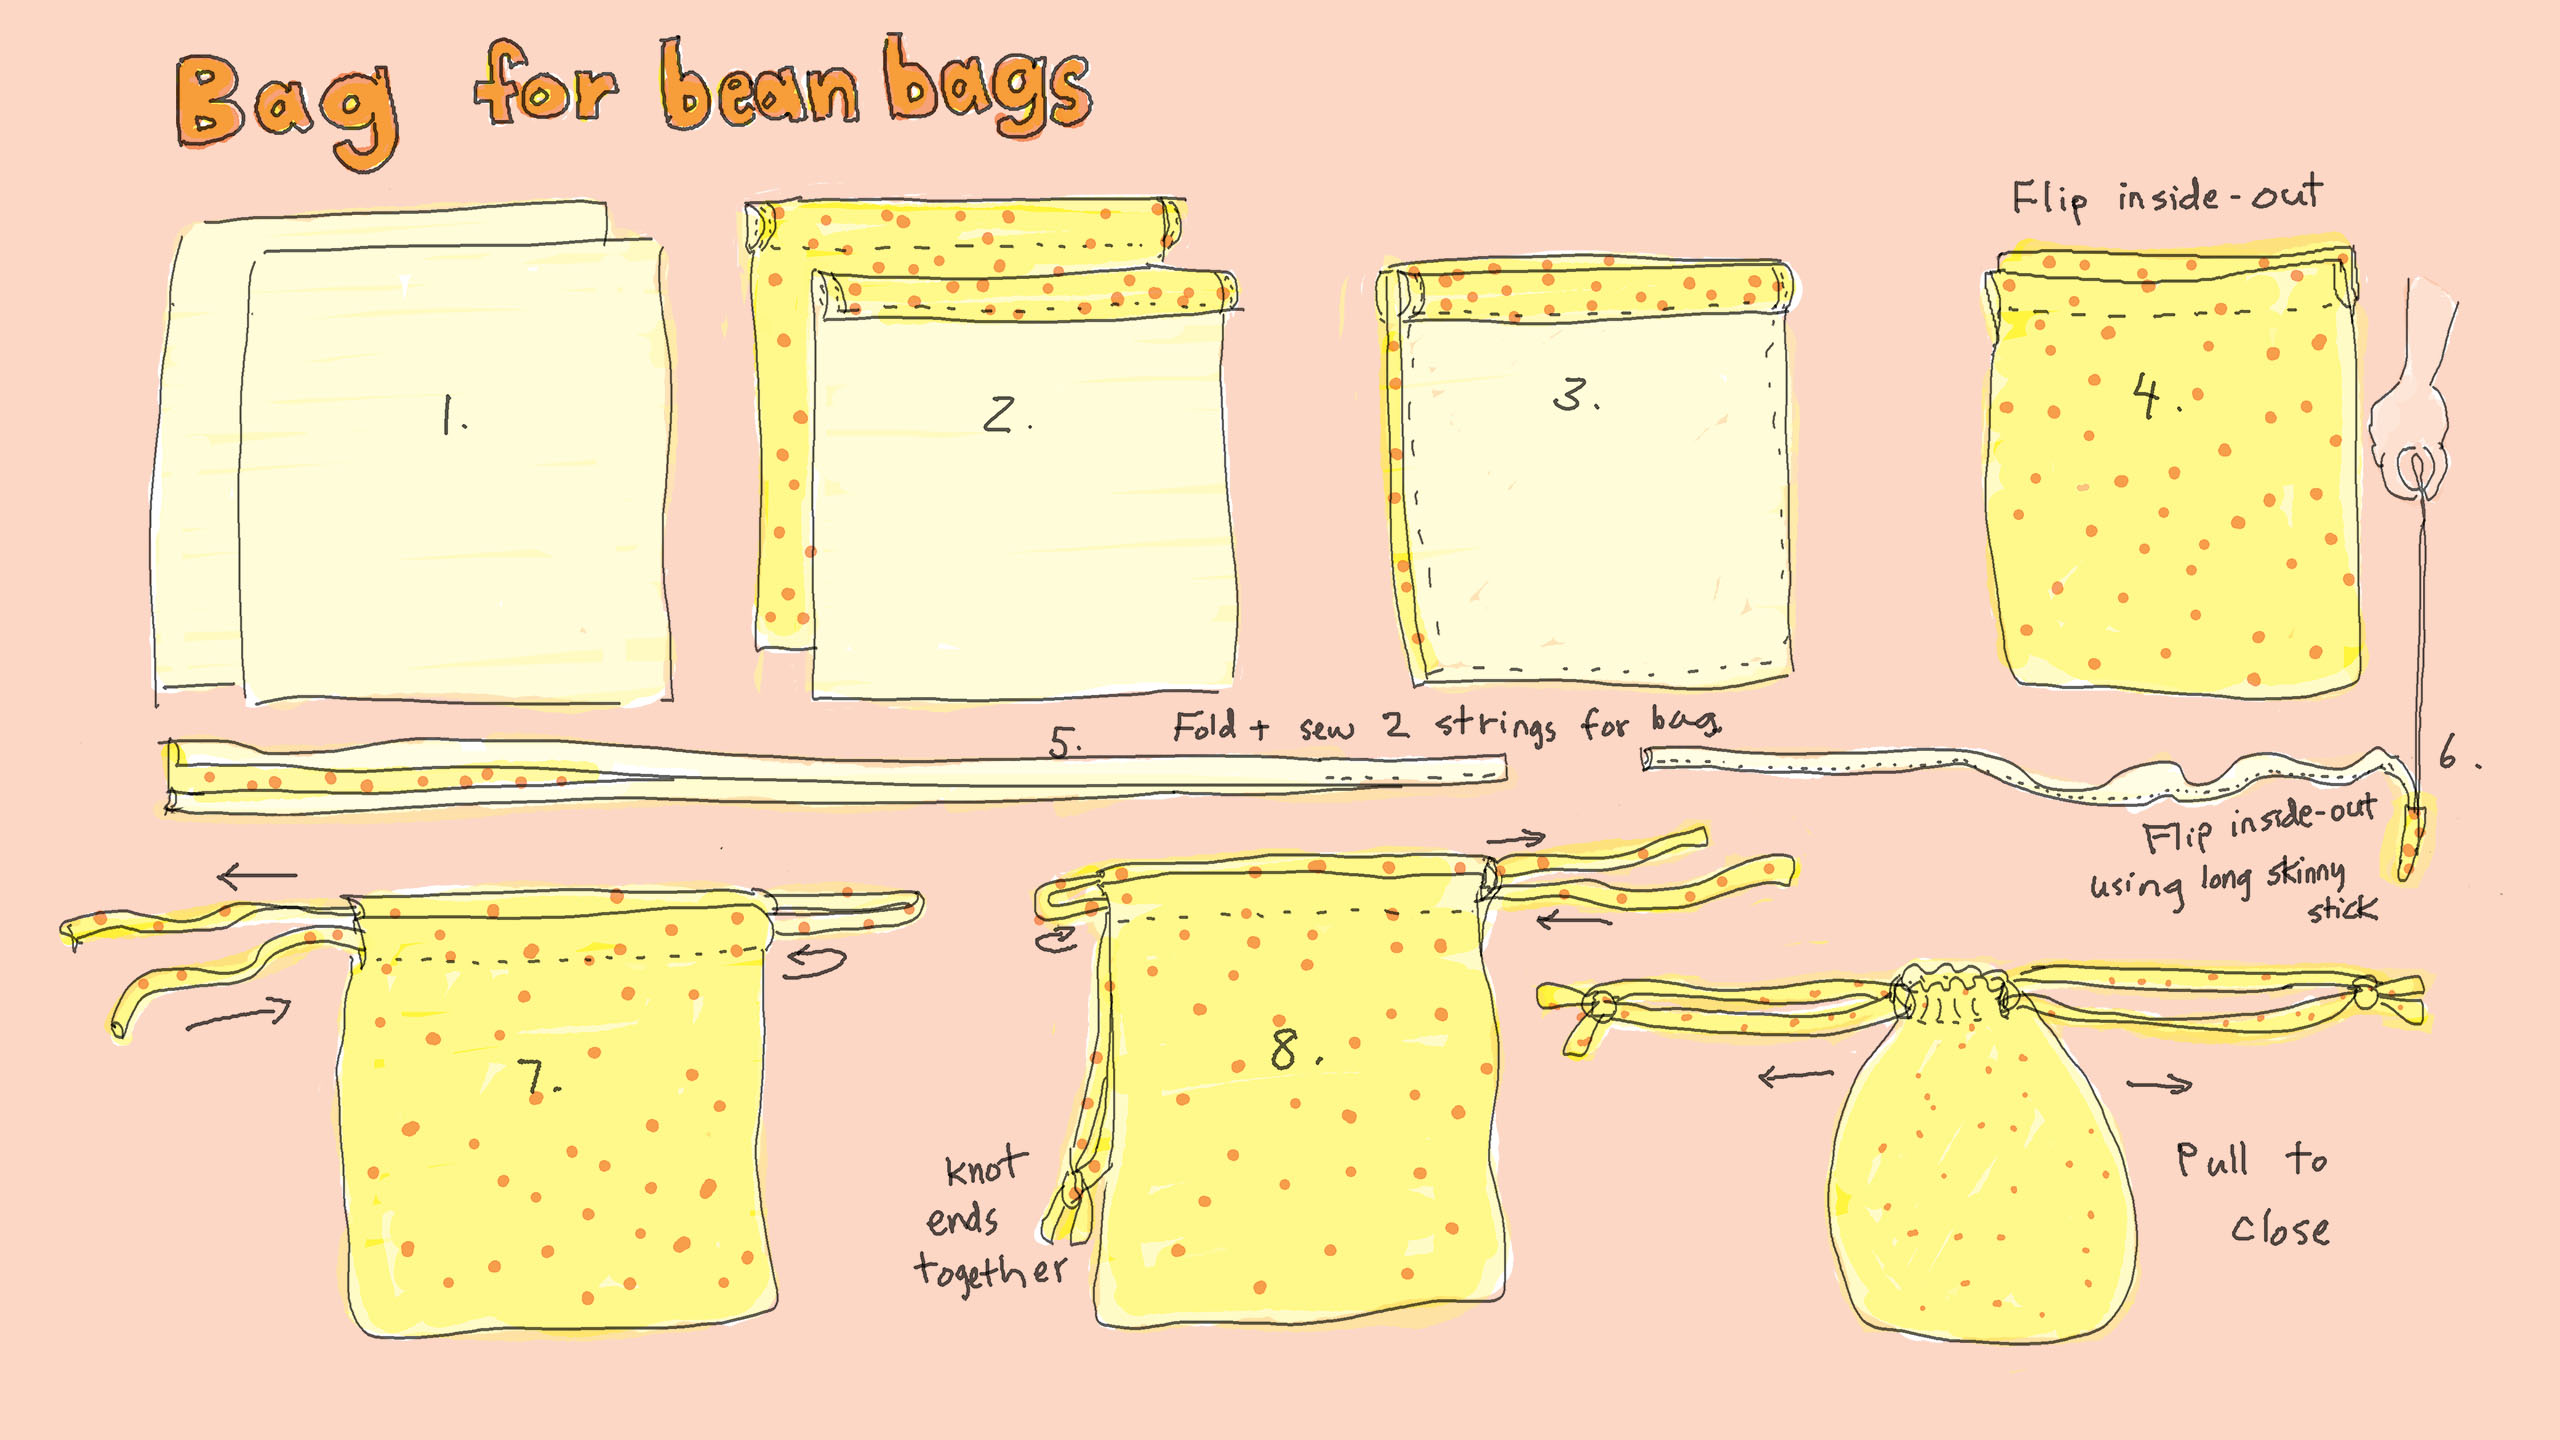 Bag for bean bags
Flip inside-out
1.
2.
3.
4.
5.
Fold + sew 2 strings for bag
6.
Flip inside-out
using long skinny
stick
7.
8.
knot
ends
together
Pull to
close